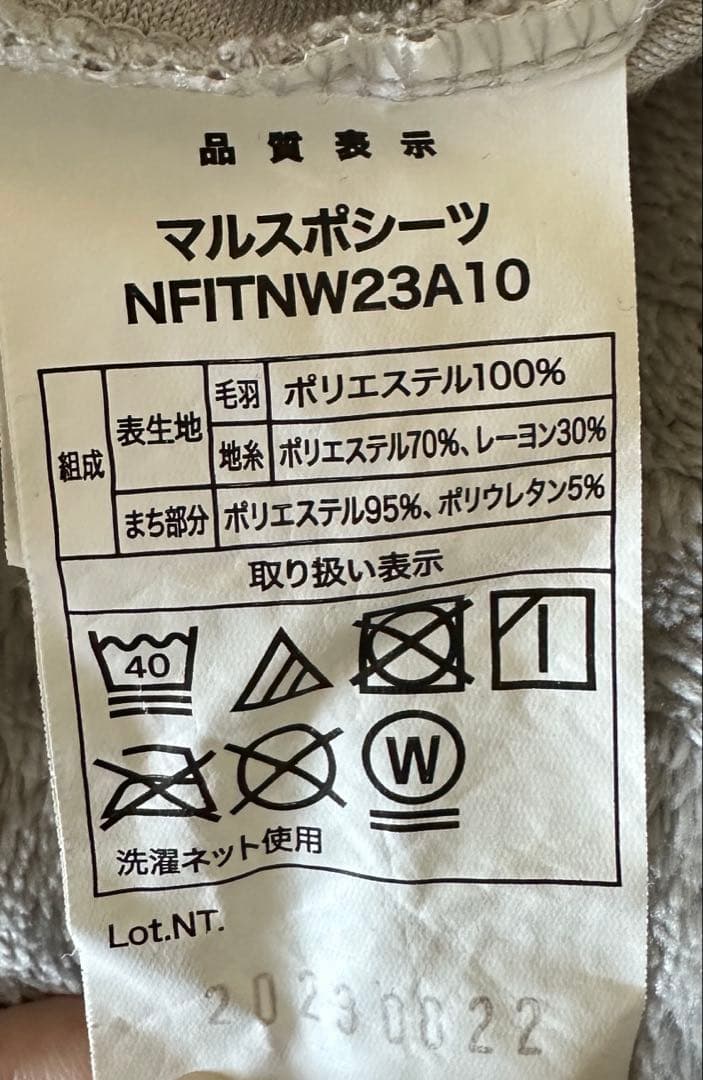 品質表示
マルスポシーツ
NFITNW23A10
組成 表生地 毛羽 ポリエステル100%
地糸 ポリエステル70%、レーヨン30%
まち部分 ポリエステル95%、ポリウレタン5%
取り扱い表示
40
W
洗濯ネット使用
Lot.NT.
20230822